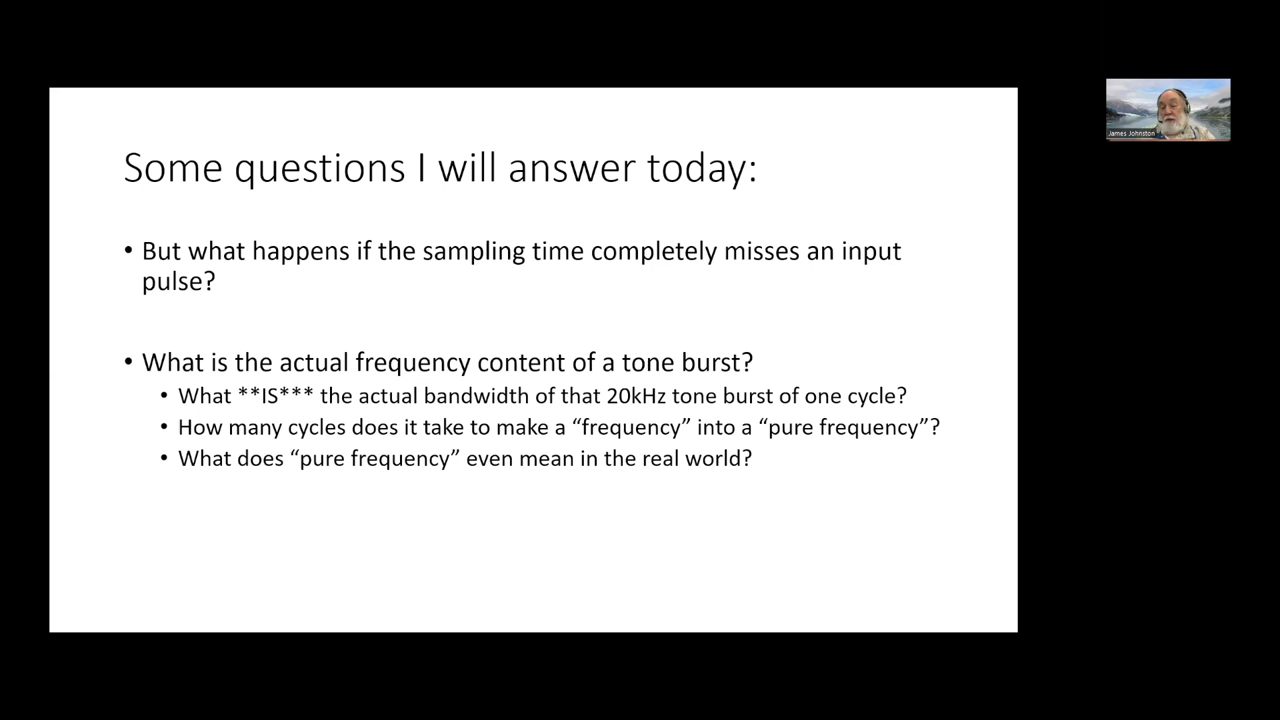 Some questions I will answer today:
• But what happens if the sampling time completely misses an input
pulse?
• What is the actual frequency content of a tone burst?
• What **IS*** the actual bandwidth of that 20kHz tone burst of one cycle?
• How many cycles does it take to make a “frequency” into a “pure frequency”?
• What does “pure frequency” even mean in the real world?
James Johnston